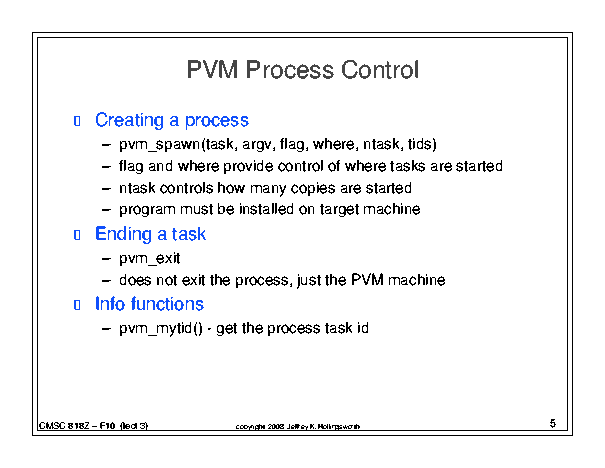 PVM Process Control
Creating a process
– pvm_spawn(task, argv, flag, where, ntask, tids)
– flag and where provide control of where tasks are started
– ntask controls how many copies are started
– program must be installed on target machine
Ending a task
– pvm_exit
– does not exit the process, just the PVM machine
Info functions
– pvm_mytid() - get the process task id
CMSC 818Z – F10 (lect 3)
copyright 2008 Jeffrey K. Hollingsworth
5